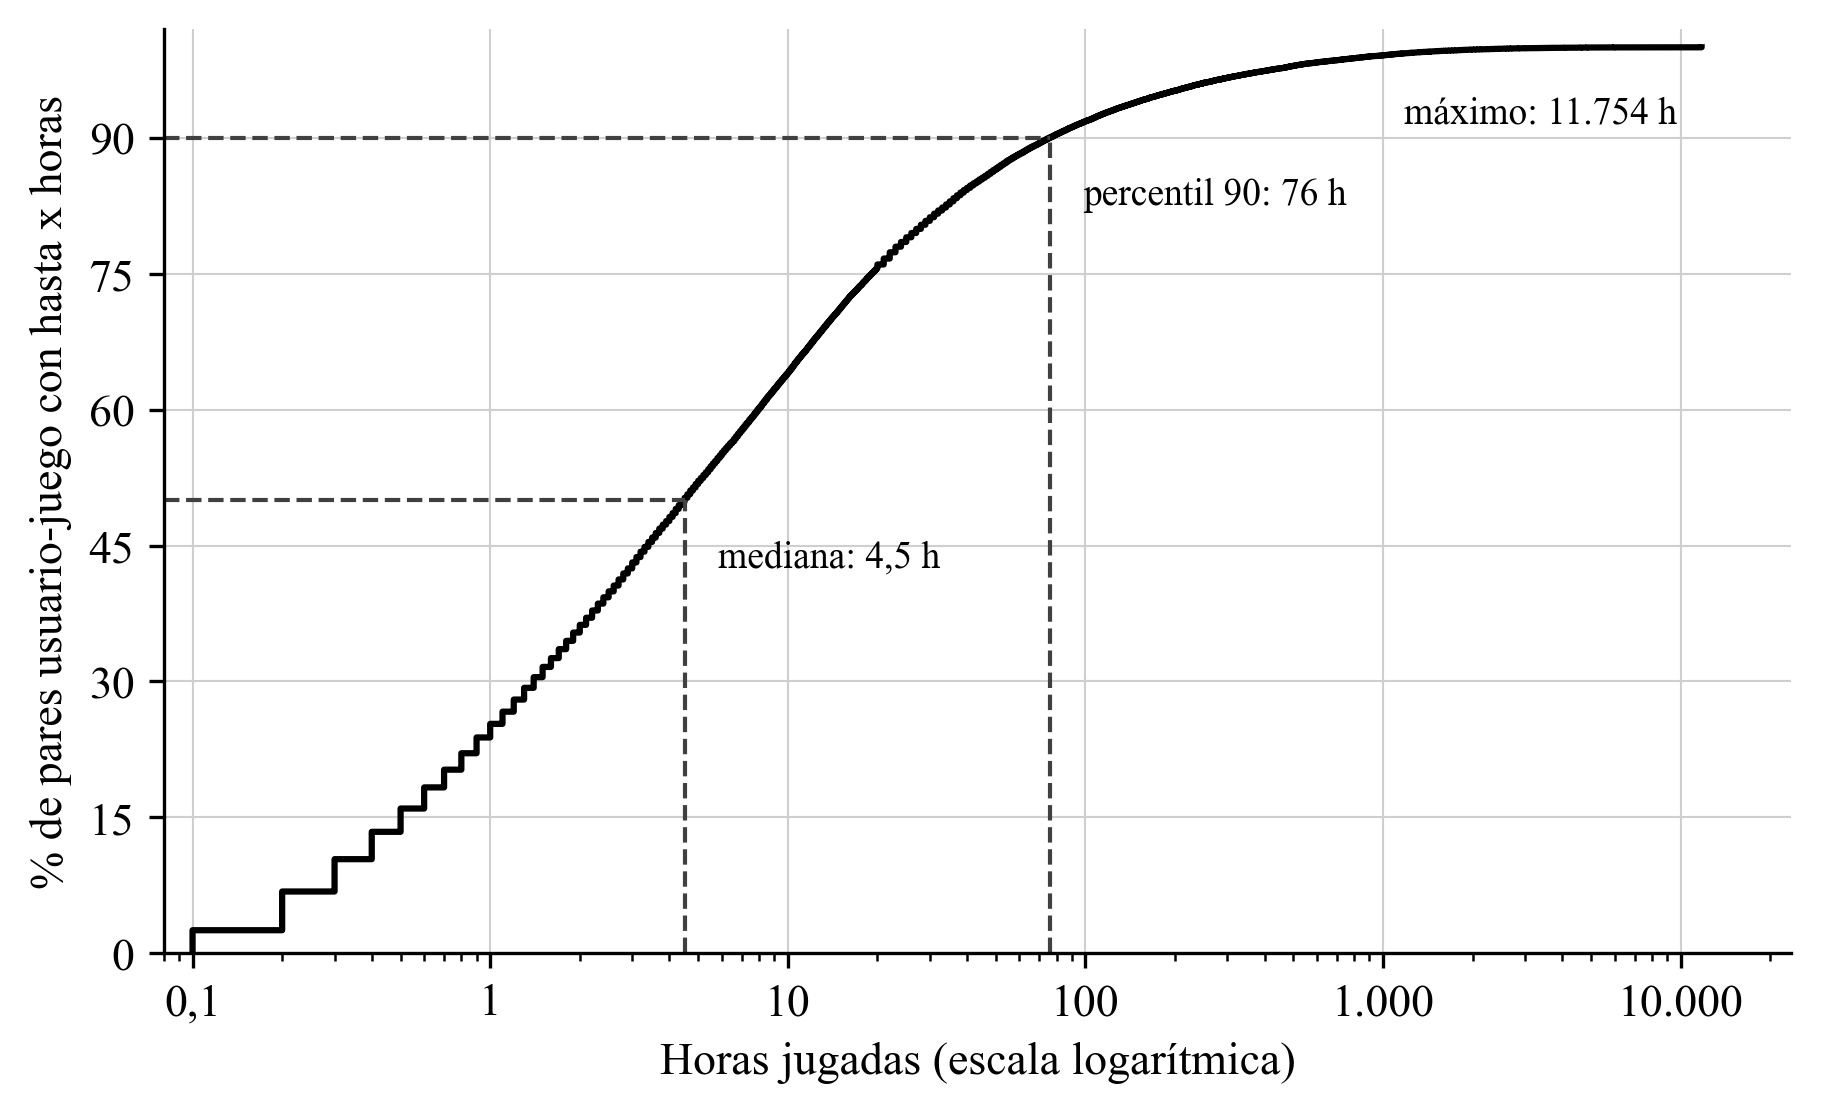 % de pares usuario-juego con hasta x horas
90
75
60
45
30
15
0
máximo: 11.754 h
percentil 90: 76 h
mediana: 4,5 h
0,1 1 10 100 1.000 10.000
Horas jugadas (escala logarítmica)